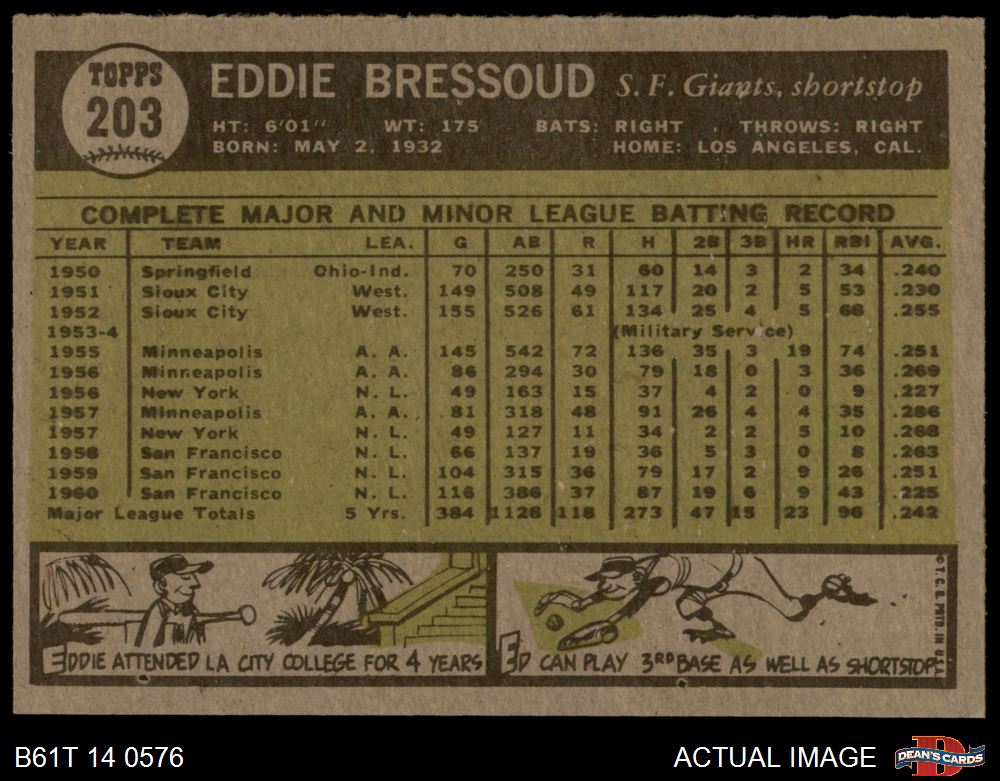 TOPPS
203
EDDIE BRESSOUD S. F. Giants, shortstop
HT: 6'01" WT: 175 BATS: RIGHT THROWS: RIGHT
BORN: MAY 2, 1932 HOME: LOS ANGELES, CAL.
COMPLETE MAJOR AND MINOR LEAGUE BATTING RECORD
YEAR TEAM LEA. G AB R H 2B 3B HR RBI AVG.
1950 Springfield Ohio-Ind. 70 250 31 60 14 3 2 34 .240
1951 Sioux City West. 149 508 49 117 20 2 5 53 .230
1952 Sioux City West. 155 526 61 134 25 4 5 68 .255
1953-4 (Military Service)
1955 Minneapolis A. A. 145 542 72 136 35 3 19 74 .251
1956 Minneapolis A. A. 86 294 30 79 18 0 3 36 .269
1956 New York N. L. 49 163 15 37 4 2 0 9 .227
1957 Minneapolis A. A. 81 318 48 91 26 4 4 35 .286
1957 New York N. L. 49 127 11 34 2 2 5 10 .268
1958 San Francisco N. L. 66 137 19 36 5 3 0 8 .263
1959 San Francisco N. L. 104 315 36 79 17 2 9 26 .251
1960 San Francisco N. L. 116 386 37 87 19 6 9 43 .225
Major League Totals 5 Yrs. 384 1128 118 273 47 15 23 96 .242
EDDIE ATTENDED LA CITY COLLEGE FOR 4 YEARS
ED CAN PLAY 3RD BASE AS WELL AS SHORTSTOP.
© T. C. G. PRTD. IN U.S.A.
B61T 14 0576
ACTUAL IMAGE
D
DEAN'S CARDS